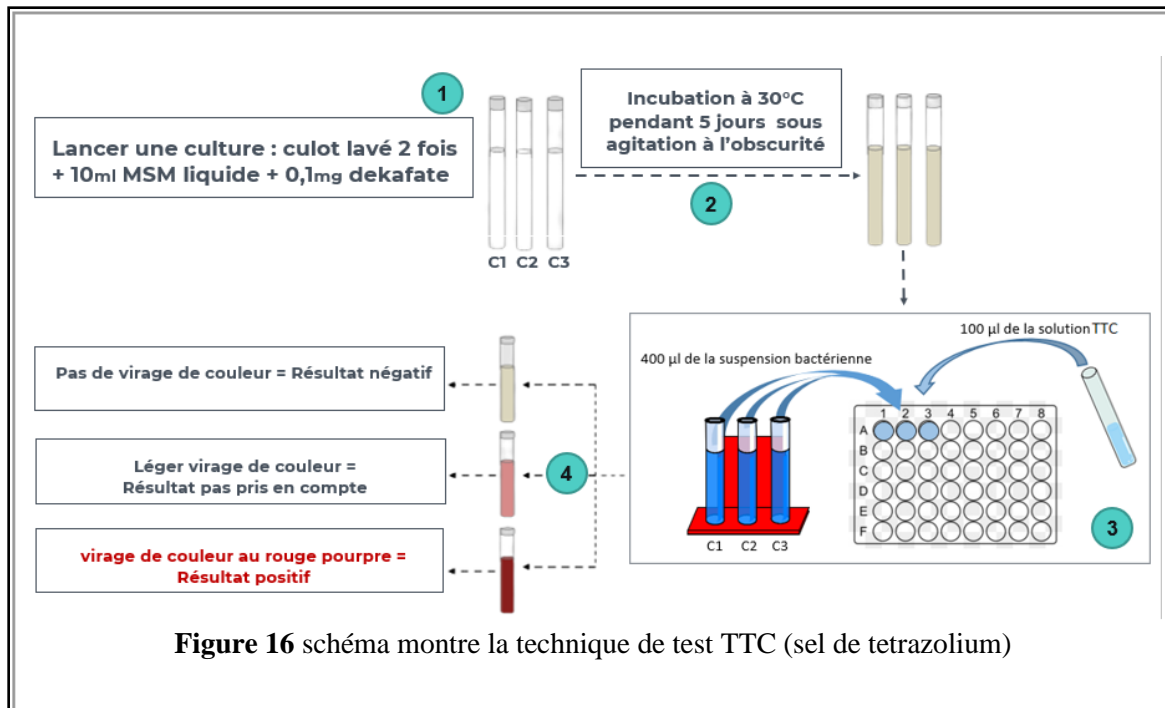 1
Lancer une culture : culot lavé 2 fois
+ 10ml MSM liquide + 0,1mg dekafate
C1 C2 C3
Incubation à 30°C
pendant 5 jours sous
agitation à l'obscurité
2
400 µl de la suspension bactérienne
100 µl de la solution TTC
1 2 3 4 5 6 7 8
A
B
C
D
E
F
C1 C2 C3
3
4
Pas de virage de couleur = Résultat négatif
Léger virage de couleur =
Résultat pas pris en compte
virage de couleur au rouge pourpre =
Résultat positif
Figure 16 schéma montre la technique de test TTC (sel de tetrazolium)